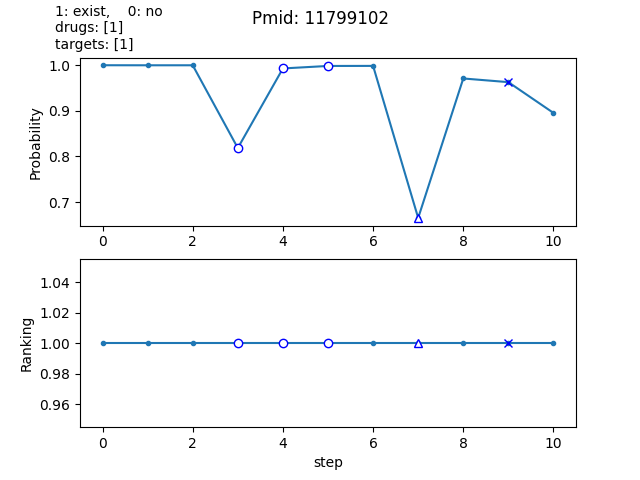 1: exist,    0: no
drugs: [1]
targets: [1]
Pmid: 11799102
Probability
1.0
0.9
0.8
0.7
0 2 4 6 8 10
Ranking
1.04
1.02
1.00
0.98
0.96
0 2 4 6 8 10
step